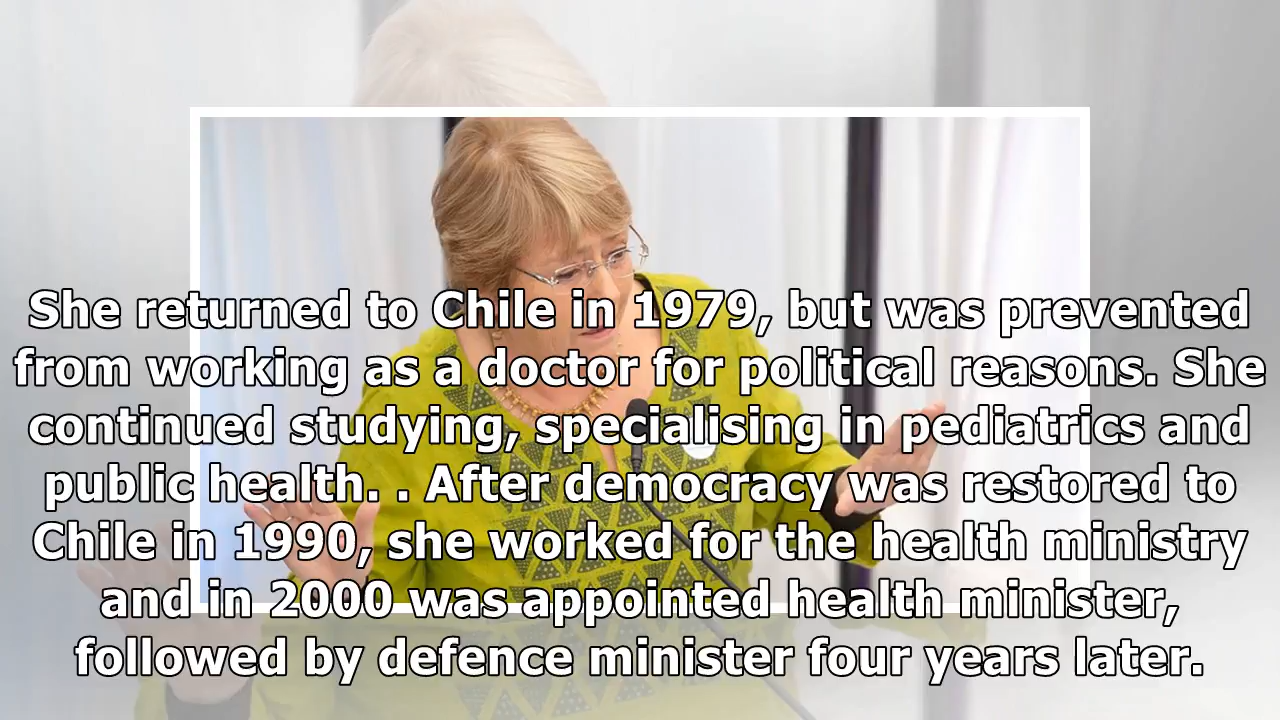 She returned to Chile in 1979, but was prevented
from working as a doctor for political reasons. She
continued studying, specialising in pediatrics and
public health. . After democracy was restored to
Chile in 1990, she worked for the health ministry
and in 2000 was appointed health minister,
followed by defence minister four years later.